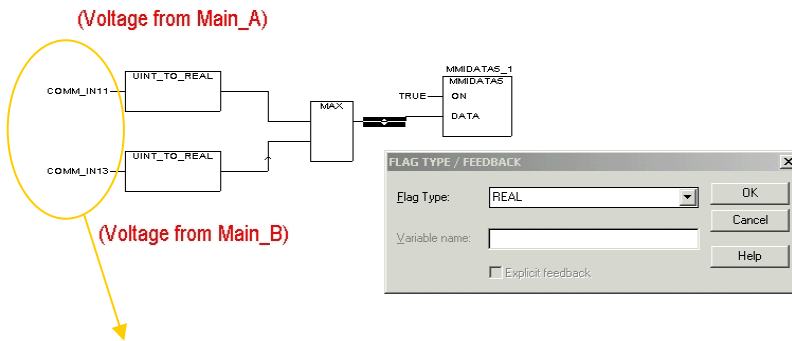 (Voltage from Main_A)
UINT_TO_REAL
COMM_IN11
MMIDATAS_1
MMIDATAS
TRUE
ON
DATA
MAX
UINT_TO_REAL
COMM_IN13
(Voltage from Main_B)
FLAG TYPE / FEEDBACK
Flag Type:
REAL
OK
Cancel
Variable name:
Help
Explicit feedback